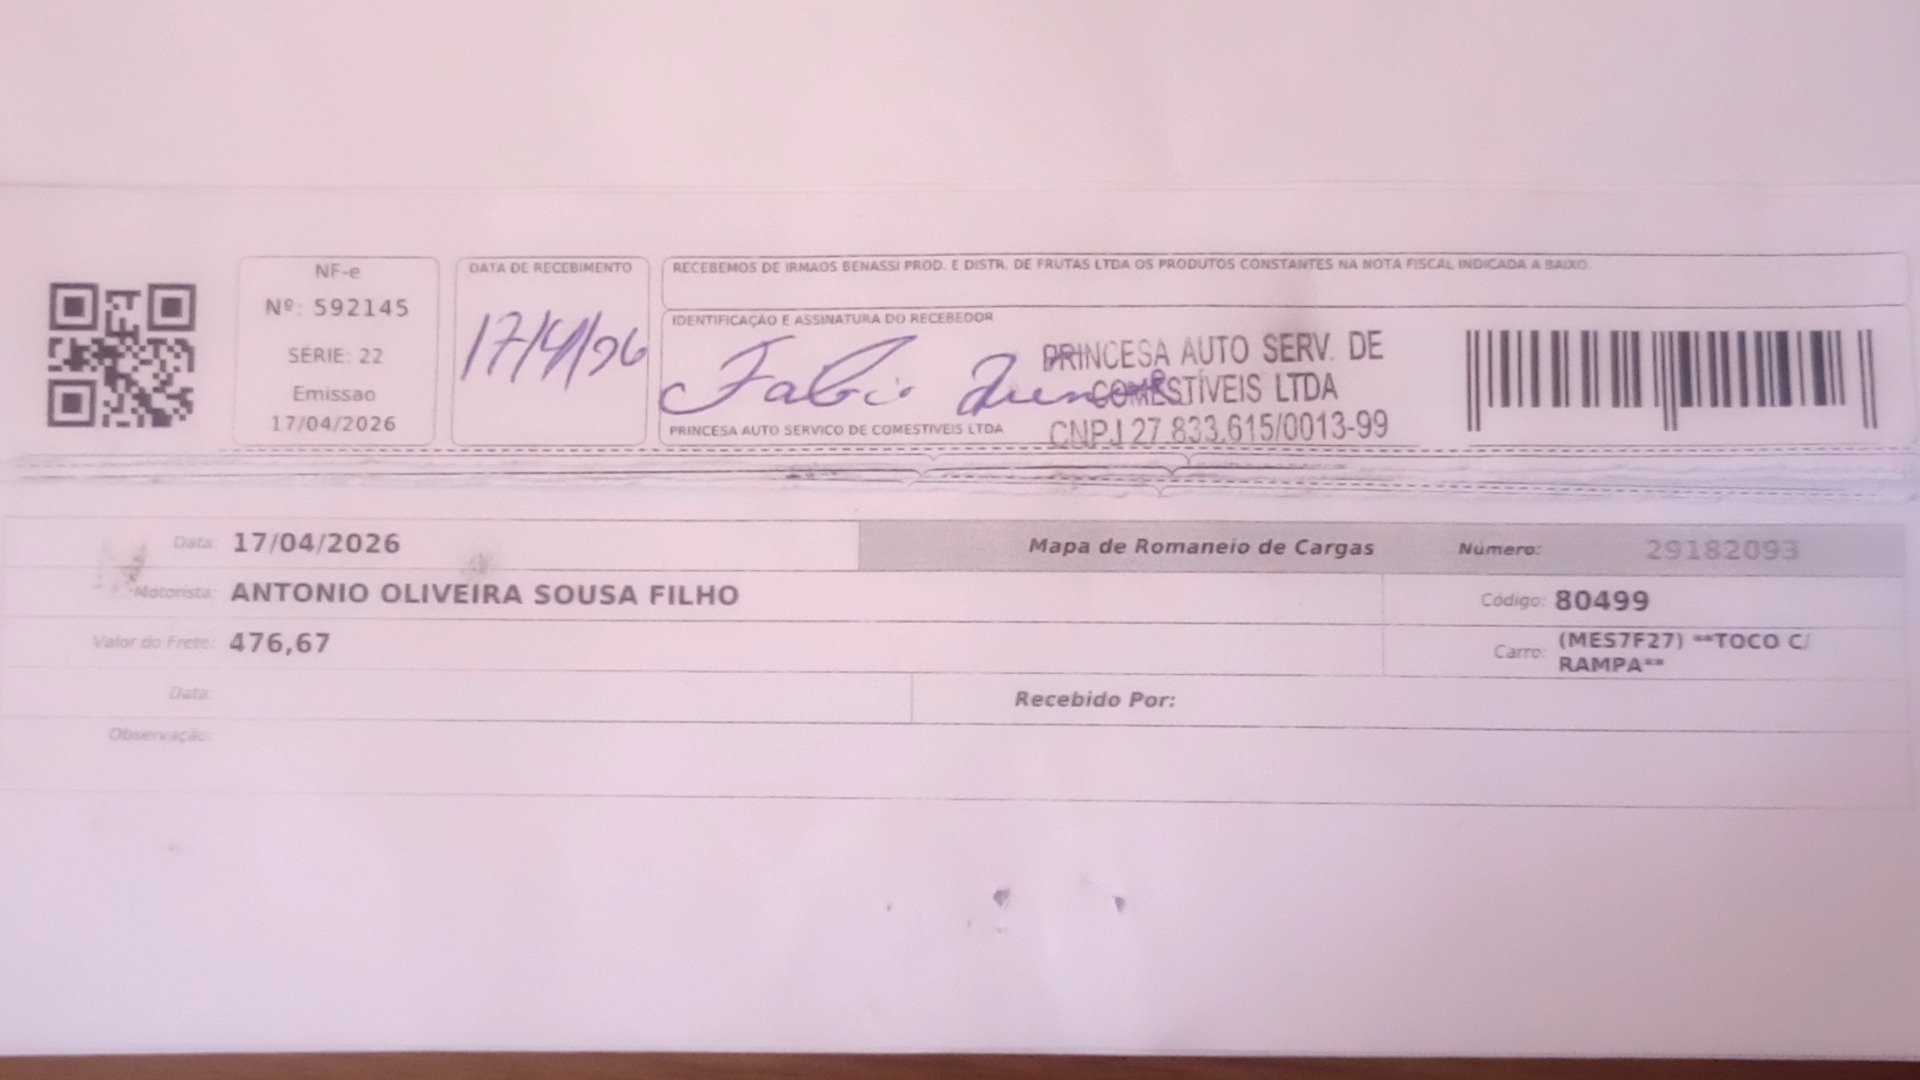 NF-e
Nº: 592145
SÉRIE: 22
Emissao
17/04/2026
DATA DE RECEBIMENTO
17/4/26
RECEBEMOS DE IRMAOS BENASSI PROD. E DISTR. DE FRUTAS LTDA OS PRODUTOS CONSTANTES NA NOTA FISCAL INDICADA A BAIXO
IDENTIFICAÇÃO E ASSINATURA DO RECEBEDOR
Fabio
PRINCESA AUTO SERV. DE
COMESTÍVEIS LTDA
CNPJ 27.833.615/0013-99
PRINCESA AUTO SERVICO DE COMESTIVEIS LTDA
Data: 17/04/2026
Mapa de Romaneio de Cargas
Número: 29182093
Motorista: ANTONIO OLIVEIRA SOUSA FILHO
Código: 80499
Valor do Frete: 476,67
Carro: (MES7F27) **TOCO C/
RAMPA**
Data:
Recebido Por:
Observação: